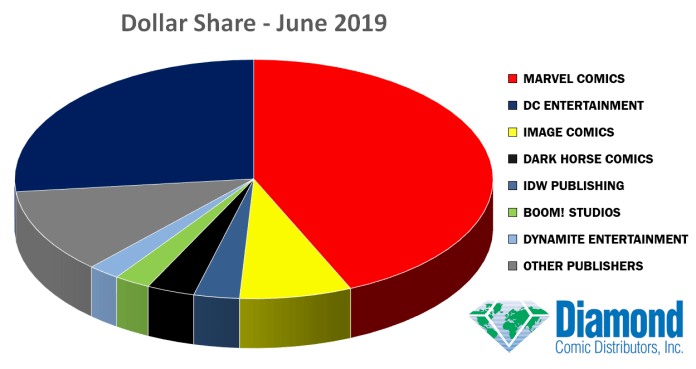 Dollar Share - June 2019
MARVEL COMICS
DC ENTERTAINMENT
IMAGE COMICS
DARK HORSE COMICS
IDW PUBLISHING
BOOM! STUDIOS
DYNAMITE ENTERTAINMENT
OTHER PUBLISHERS
Diamond
Comic Distributors, Inc.